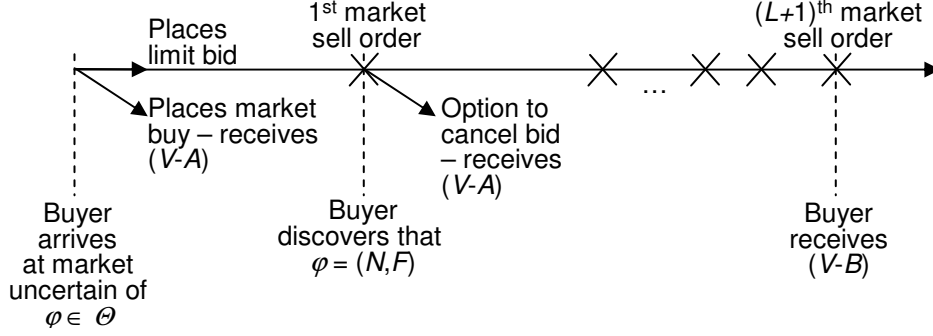 Places
limit bid
1st market
sell order
(L+1)th market
sell order
Places market
buy – receives
(V-A)
Option to
cancel bid
– receives
(V-A)
...
Buyer
arrives
at market
uncertain of
φ∈ Θ
Buyer
discovers that
φ = (N,F)
Buyer
receives
(V-B)